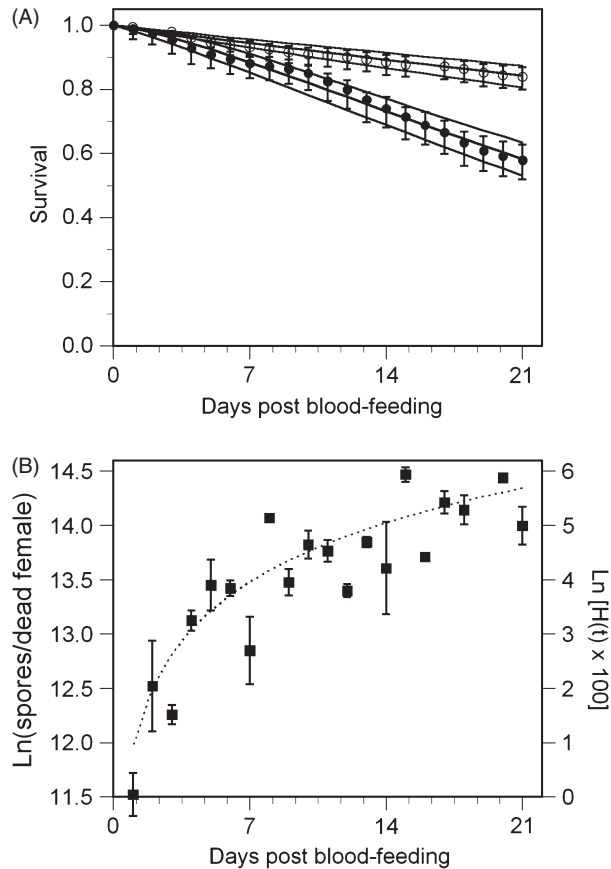 (A)
1.0
0.8
0.6
0.4
0.2
0.0
Survival
0 7 14 21
Days post blood-feeding
(B)
14.5
14.0
13.5
13.0
12.5
12.0
11.5
Ln(spores/dead female)
6
5
4
3
2
1
0
Ln [H(t) x 100]
0 7 14 21
Days post blood-feeding